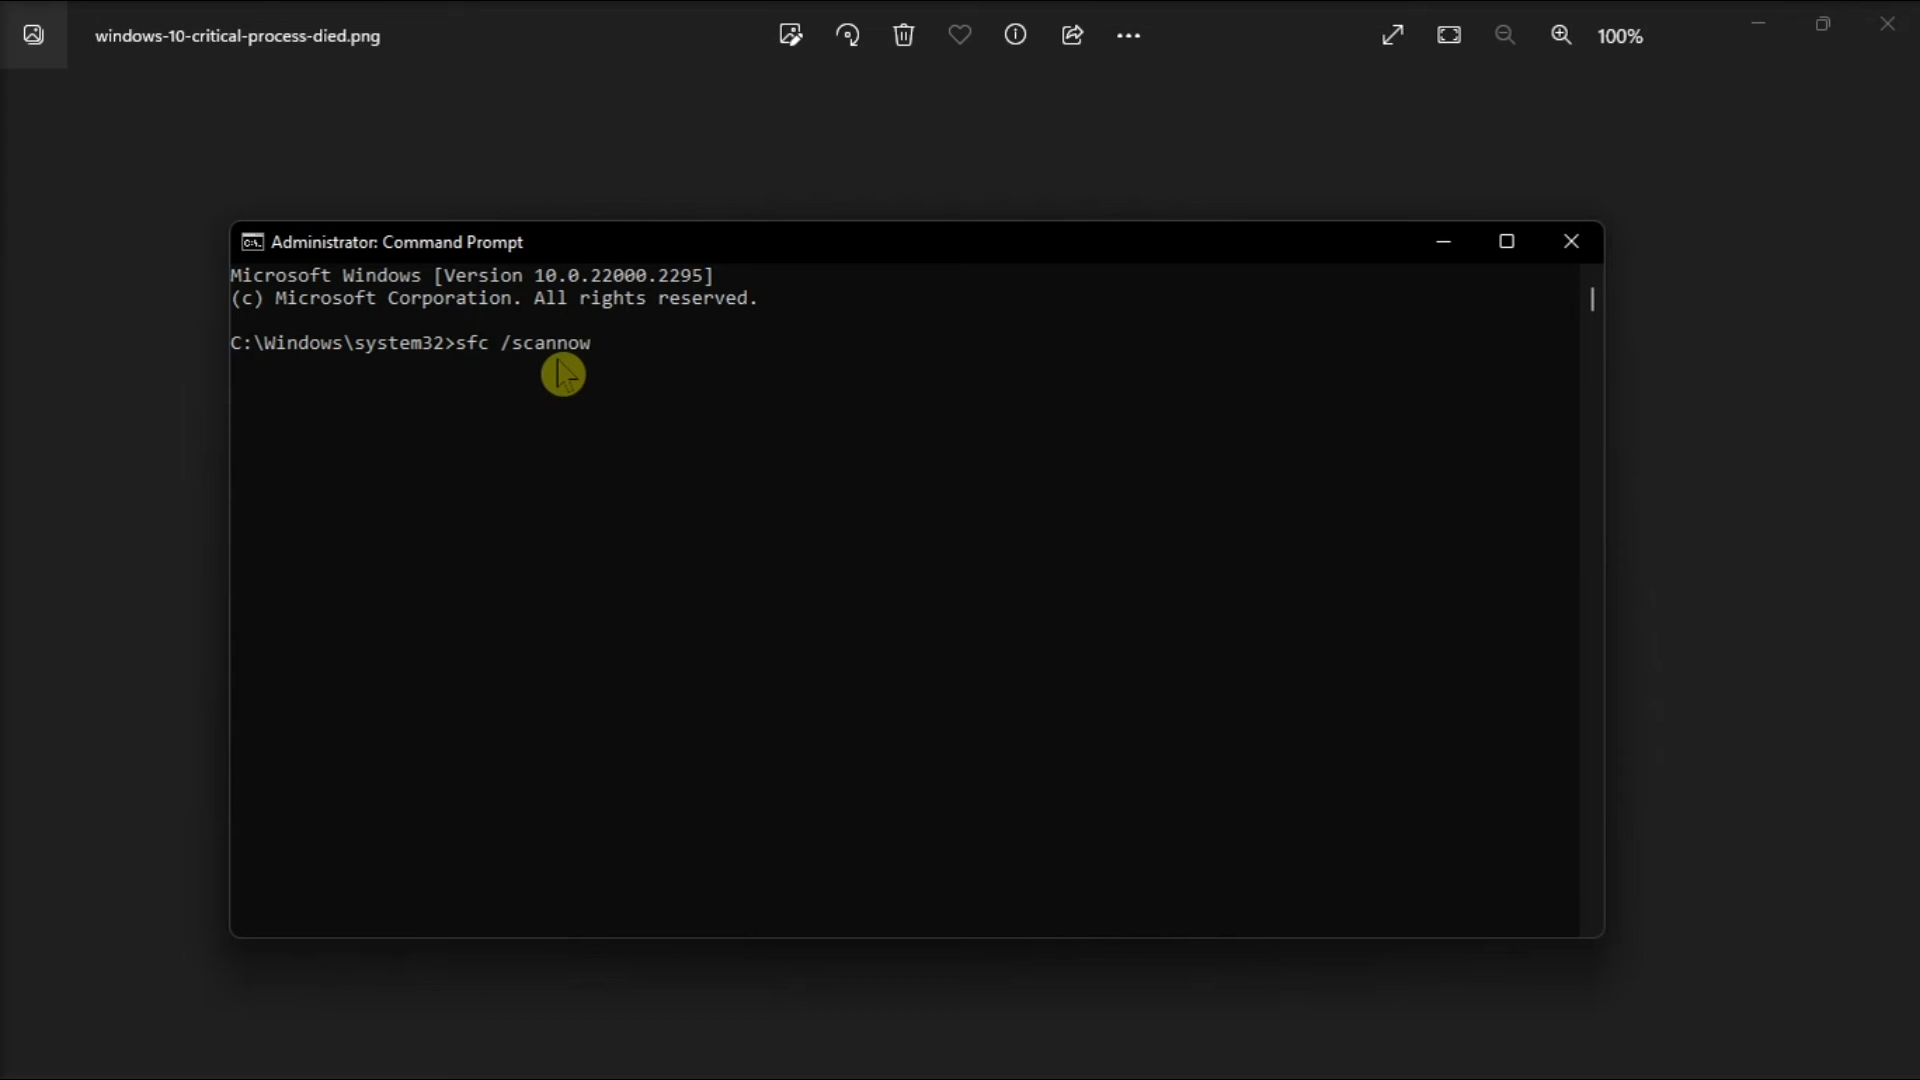 windows-10-critical-process-died.png
100%
Administrator: Command Prompt
Microsoft Windows [Version 10.0.22000.2295]
(c) Microsoft Corporation. All rights reserved.
C:\Windows\system32>sfc /scannow